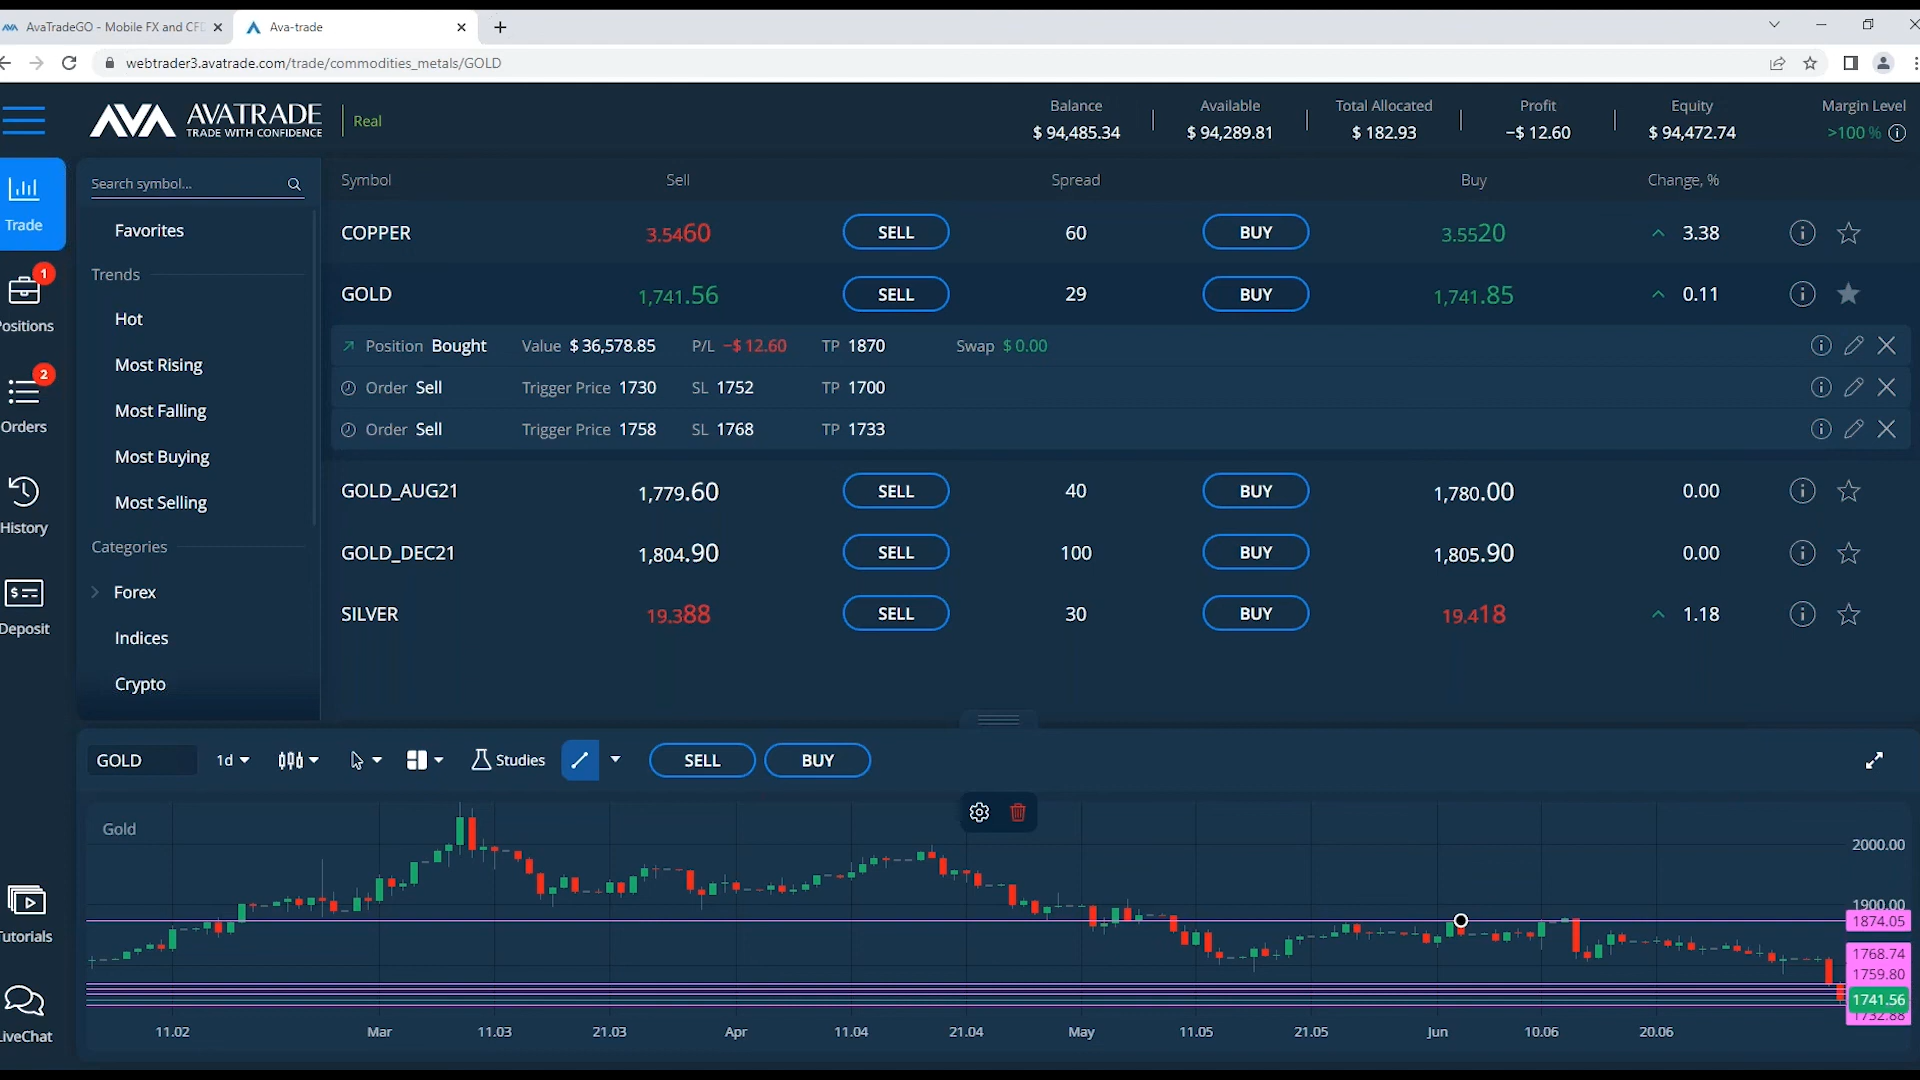 AvaTradeGO - Mobile FX and CFD
Ava-trade
webtrader3.avatrade.com/trade/commodities_metals/GOLD
AVA AVATRADE
TRADE WITH CONFIDENCE
Real
Balance
$ 94,485.34
Available
$ 94,289.81
Total Allocated
$ 182.93
Profit
−$ 12.60
Equity
$ 94,472.74
Margin Level
>100 %
Trade
1
ositions
2
Orders
History
Deposit
utorials
iveChat
Search symbol...
Favorites
Trends
Hot
Most Rising
Most Falling
Most Buying
Most Selling
Categories
Forex
Indices
Crypto
Symbol Sell Spread Buy Change, %
COPPER 3.5460 SELL 60 BUY 3.5520 3.38
GOLD 1,741.56 SELL 29 BUY 1,741.85 0.11
Position Bought Value $ 36,578.85 P/L −$ 12.60 TP 1870 Swap $ 0.00
Order Sell Trigger Price 1730 SL 1752 TP 1700
Order Sell Trigger Price 1758 SL 1768 TP 1733
GOLD_AUG21 1,779.60 SELL 40 BUY 1,780.00 0.00
GOLD_DEC21 1,804.90 SELL 100 BUY 1,805.90 0.00
SILVER 19.388 SELL 30 BUY 19.418 1.18
GOLD 1d Studies SELL BUY
Gold
2000.00
1900.00
1874.05
1768.74
1759.80
1741.56
1732.88
11.02 Mar 11.03 21.03 Apr 11.04 21.04 May 11.05 21.05 Jun 10.06 20.06